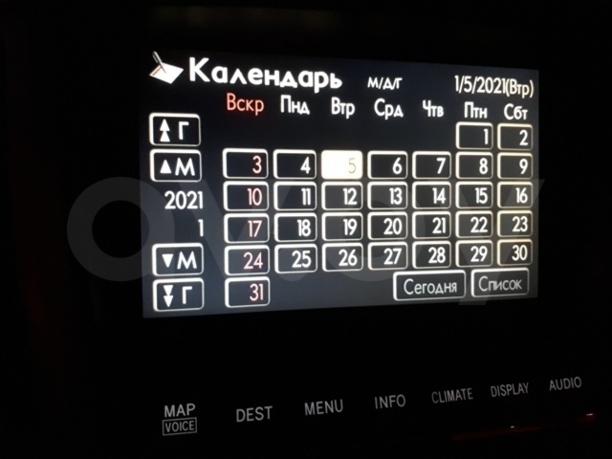 Календарь м/д/г 1/5/2021(Втр)
Вскр Пнд Втр Срд Чтв Птн Сбт
Г 1 2
М 3 4 5 6 7 8 9
2021 10 11 12 13 14 15 16
1 17 18 19 20 21 22 23
М 24 25 26 27 28 29 30
Г 31 Сегодня Список
MAP DEST MENU INFO CLIMATE DISPLAY AUDIO
VOICE